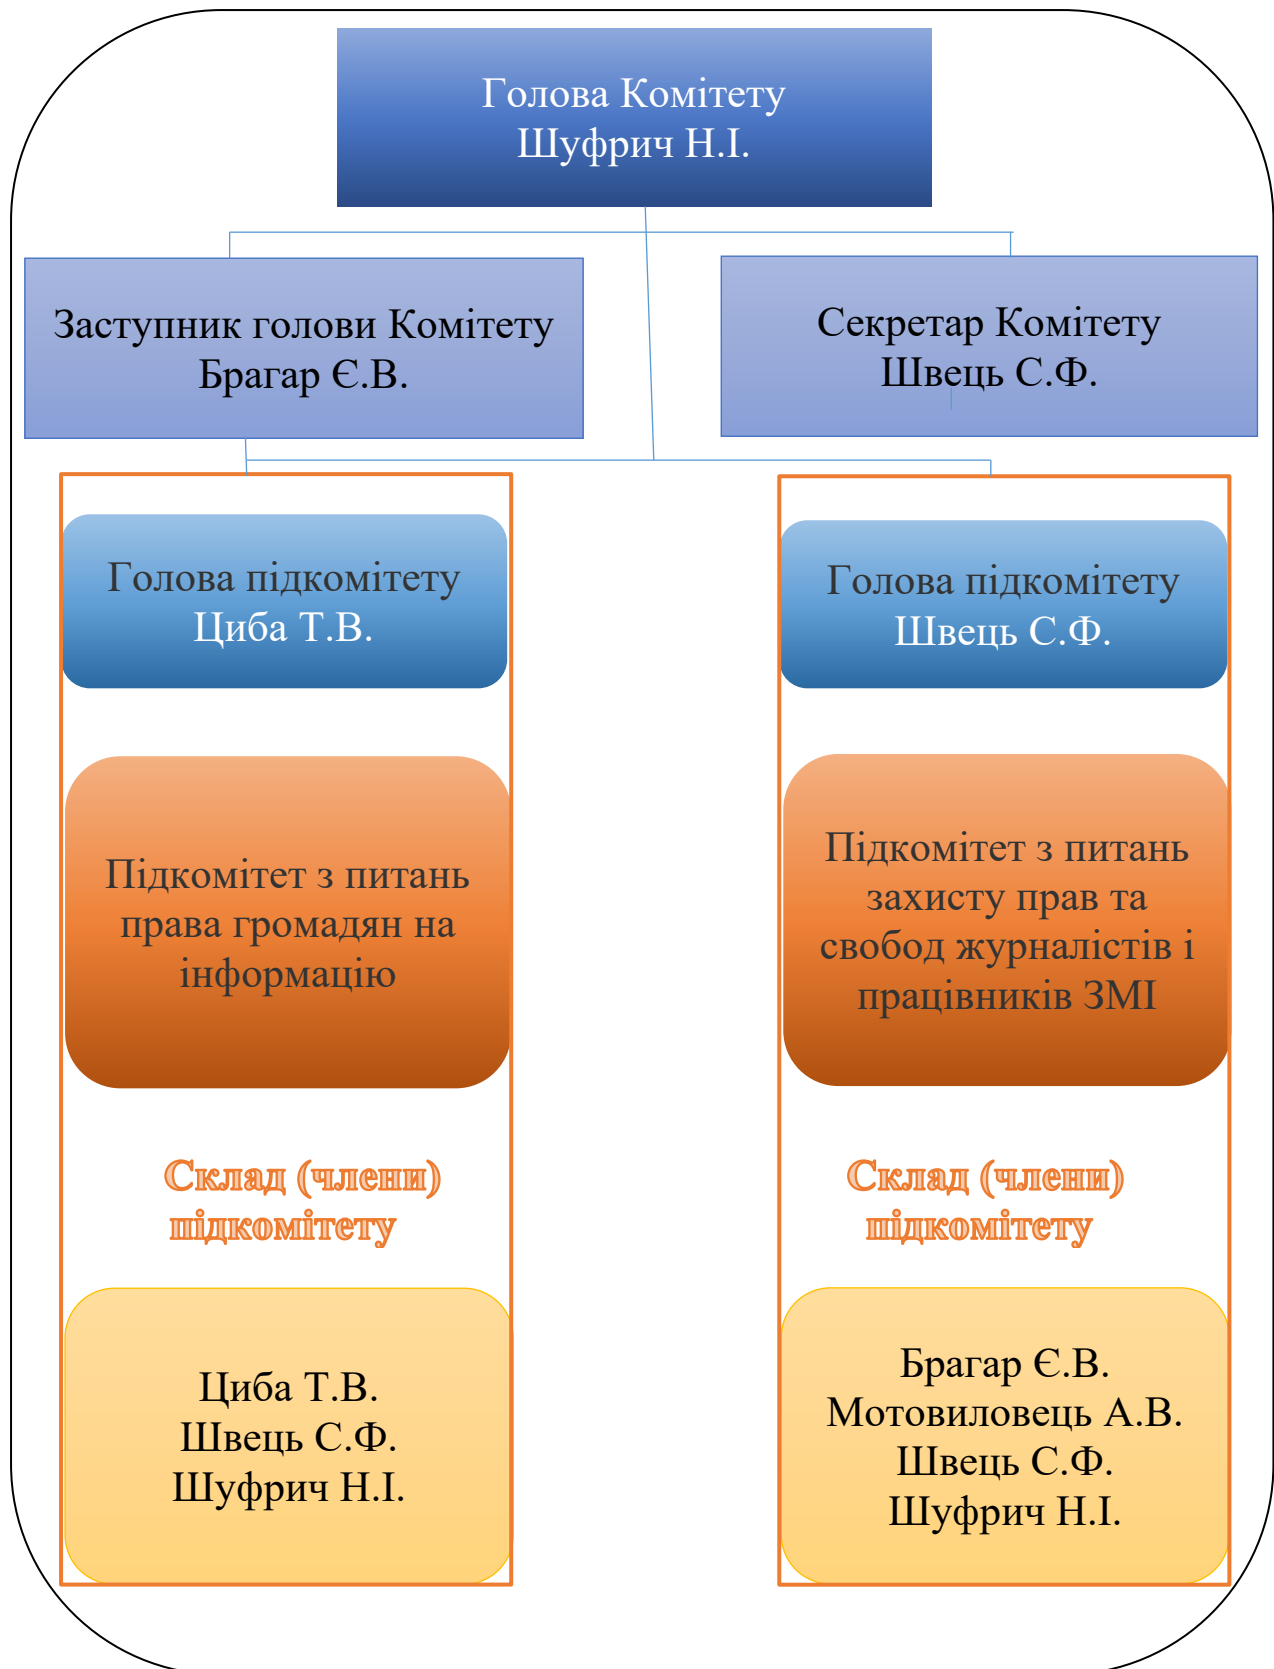 Голова Комітету
Шуфрич Н.І.
Заступник голови Комітету
Брагар Є.В.
Секретар Комітету
Швець С.Ф.
Голова підкомітету
Циба Т.В.
Підкомітет з питань
права громадян на
інформацію
Склад (члени)
підкомітету
Циба Т.В.
Швець С.Ф.
Шуфрич Н.І.
Голова підкомітету
Швець С.Ф.
Підкомітет з питань
захисту прав та
свобод журналістів і
працівників ЗМІ
Склад (члени)
підкомітету
Брагар Є.В.
Мотовиловець А.В.
Швець С.Ф.
Шуфрич Н.І.